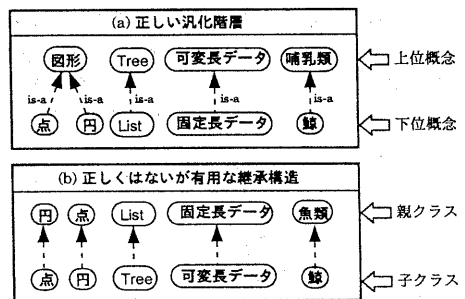 (a) 正しい汎化階層
図形 Tree 可変長データ 哺乳類
上位概念
is-a is-a is-a is-a is-a
点 円 List 固定長データ 鯨
下位概念
(b) 正しくはないが有用な継承構造
円 点 List 固定長データ 魚類
親クラス
点 円 Tree 可変長データ 鯨
子クラス